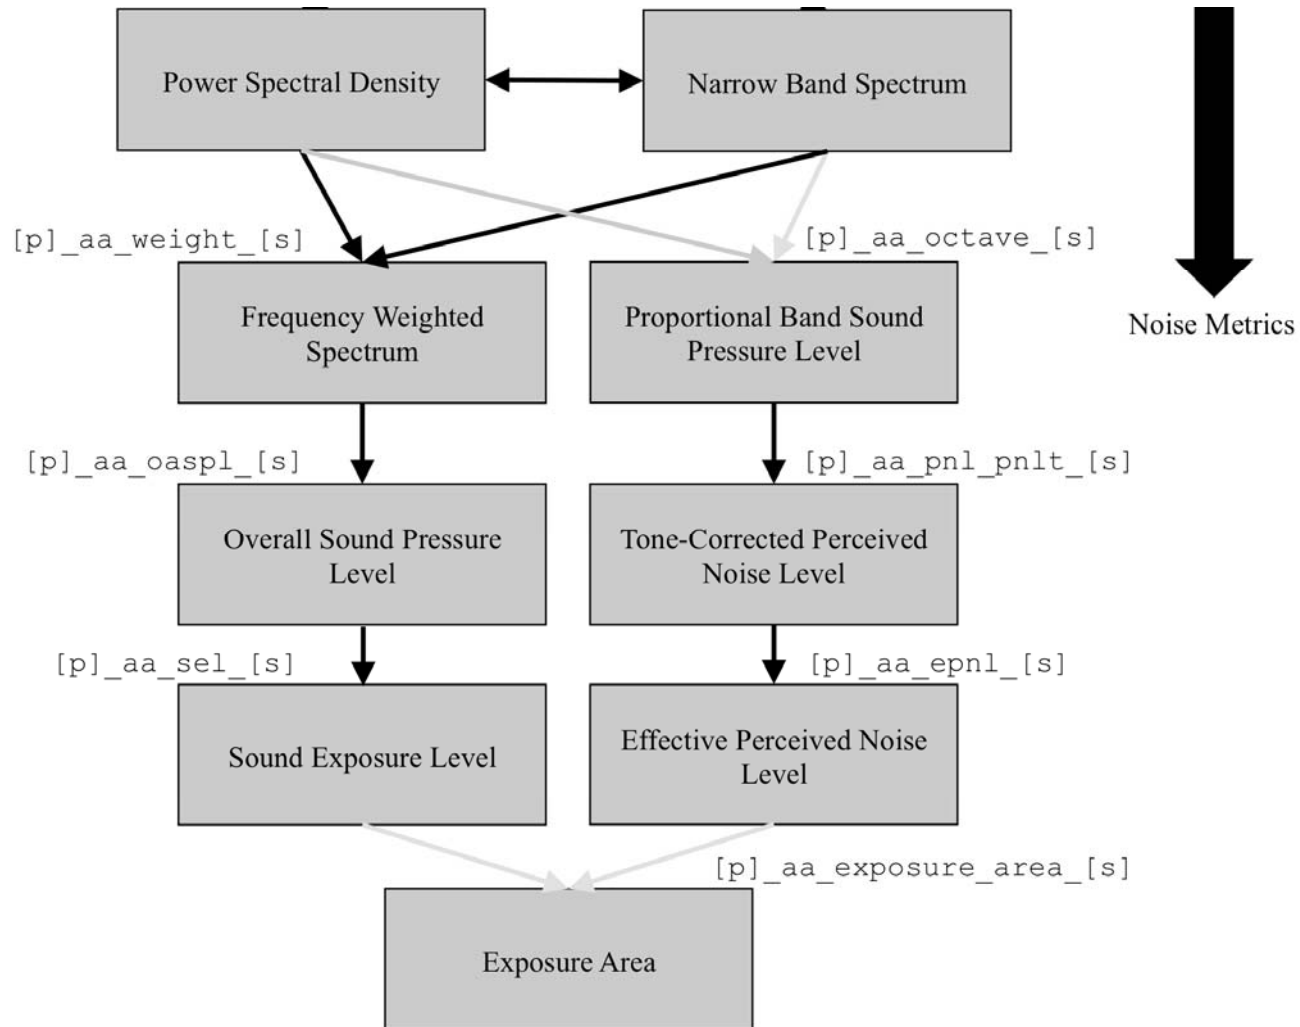 Power Spectral Density
Narrow Band Spectrum
[p]_aa_weight_[s]
[p]_aa_octave_[s]
Frequency Weighted
Spectrum
Proportional Band Sound
Pressure Level
Noise Metrics
[p]_aa_oaspl_[s]
[p]_aa_pnl_pnlt_[s]
Overall Sound Pressure
Level
Tone-Corrected Perceived
Noise Level
[p]_aa_sel_[s]
[p]_aa_epnl_[s]
Sound Exposure Level
Effective Perceived Noise
Level
[p]_aa_exposure_area_[s]
Exposure Area